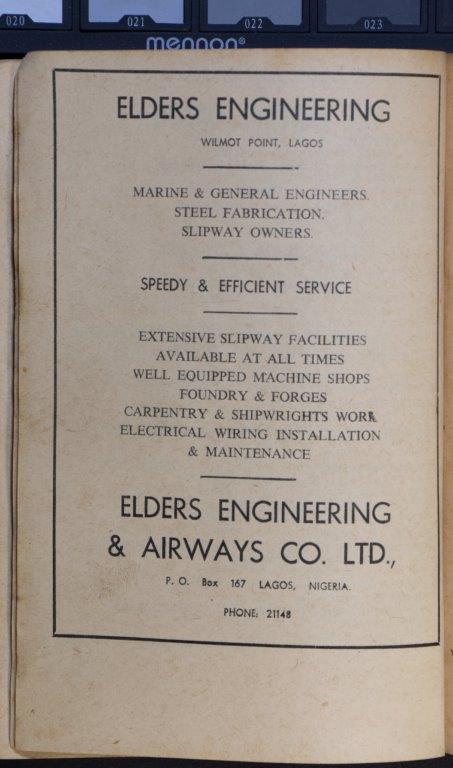 020
021
022
023
mennon®
ELDERS ENGINEERING
WILMOT POINT, LAGOS
MARINE & GENERAL ENGINEERS.
STEEL FABRICATION.
SLIPWAY OWNERS.
SPEEDY & EFFICIENT SERVICE
EXTENSIVE SLIPWAY FACILITIES
AVAILABLE AT ALL TIMES
WELL EQUIPPED MACHINE SHOPS
FOUNDRY & FORGES
CARPENTRY & SHIPWRIGHTS WORK
ELECTRICAL WIRING INSTALLATION
& MAINTENANCE
ELDERS ENGINEERING
& AIRWAYS CO. LTD.,
P. O. Box 167 LAGOS, NIGERIA.
PHONE: 21148